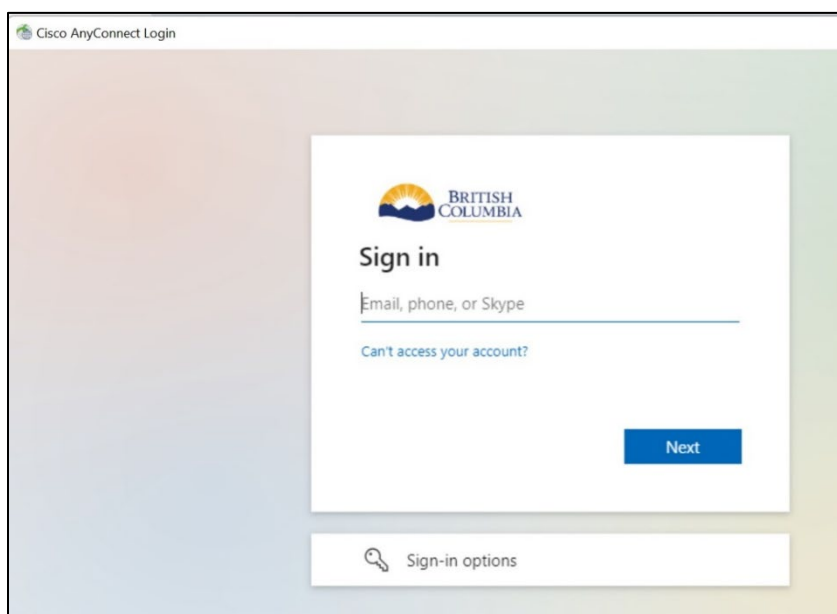 Cisco AnyConnect Login
BRITISH
COLUMBIA
Sign in
Email, phone, or Skype
Can't access your account?
Next
Sign-in options